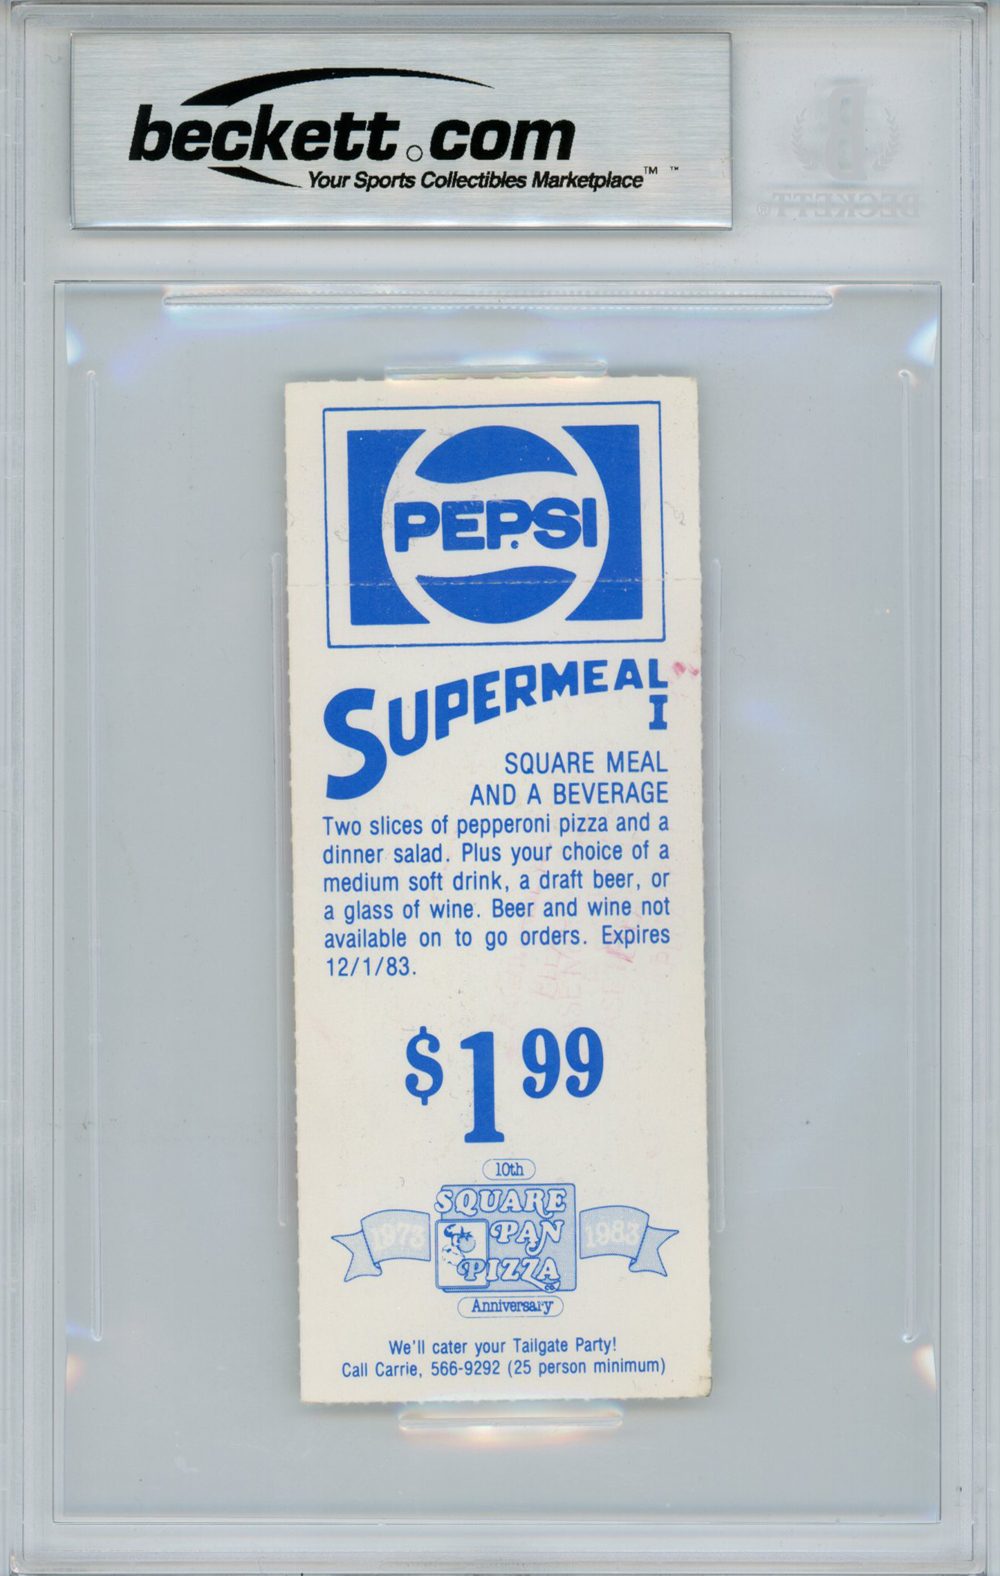 beckett.com
Your Sports Collectibles Marketplace™ ™
BECKETT®
PEPSI
SUPERMEAL
I
SQUARE MEAL
AND A BEVERAGE
Two slices of pepperoni pizza and a
dinner salad. Plus your choice of a
medium soft drink, a draft beer, or
a glass of wine. Beer and wine not
available on to go orders. Expires
12/1/83.
$1 99
10th
1973 SQUARE PAN PIZZA 1983
Anniversary
We'll cater your Tailgate Party!
Call Carrie, 566-9292 (25 person minimum)